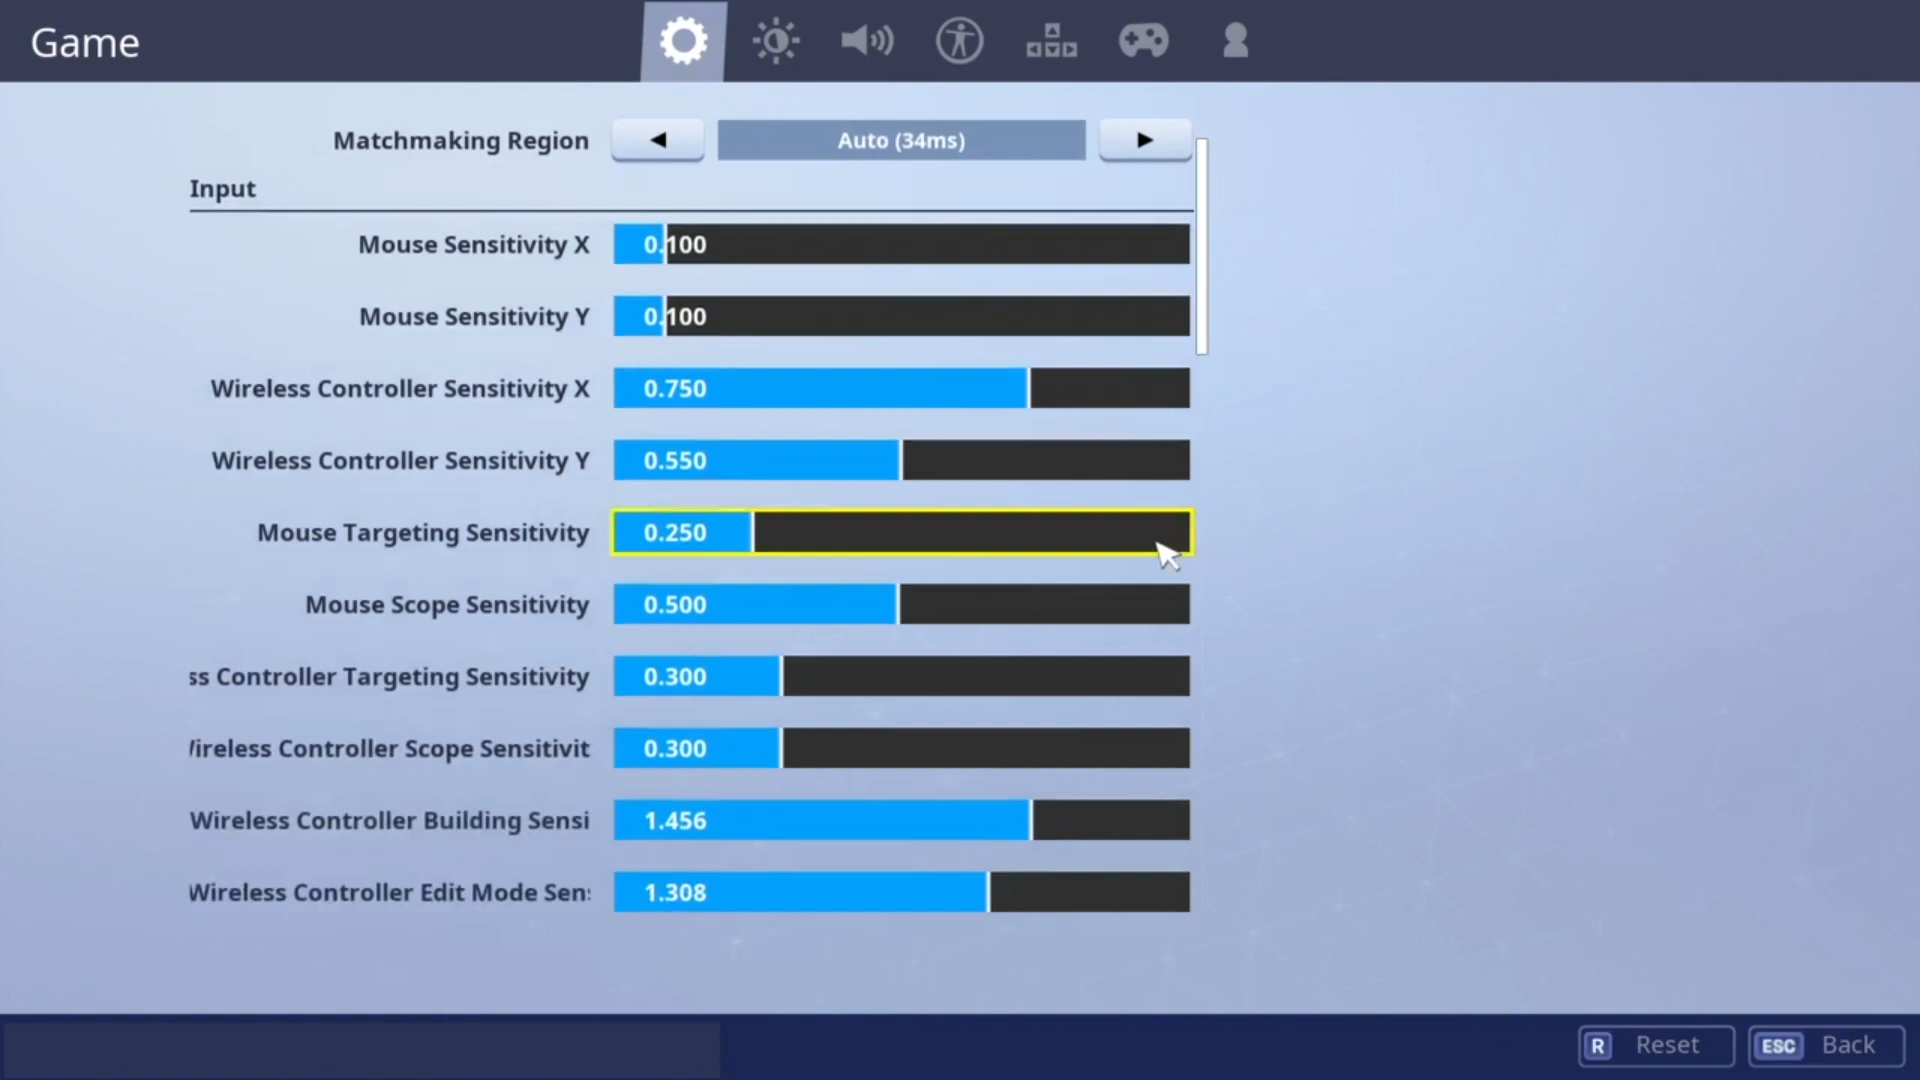 Game
Matchmaking Region
Auto (34ms)
Input
Mouse Sensitivity X
0.100
Mouse Sensitivity Y
0.100
Wireless Controller Sensitivity X
0.750
Wireless Controller Sensitivity Y
0.550
Mouse Targeting Sensitivity
0.250
Mouse Scope Sensitivity
0.500
ss Controller Targeting Sensitivity
0.300
ireless Controller Scope Sensitivit
0.300
Wireless Controller Building Sensi
1.456
Wireless Controller Edit Mode Sen
1.308
R Reset
ESC Back